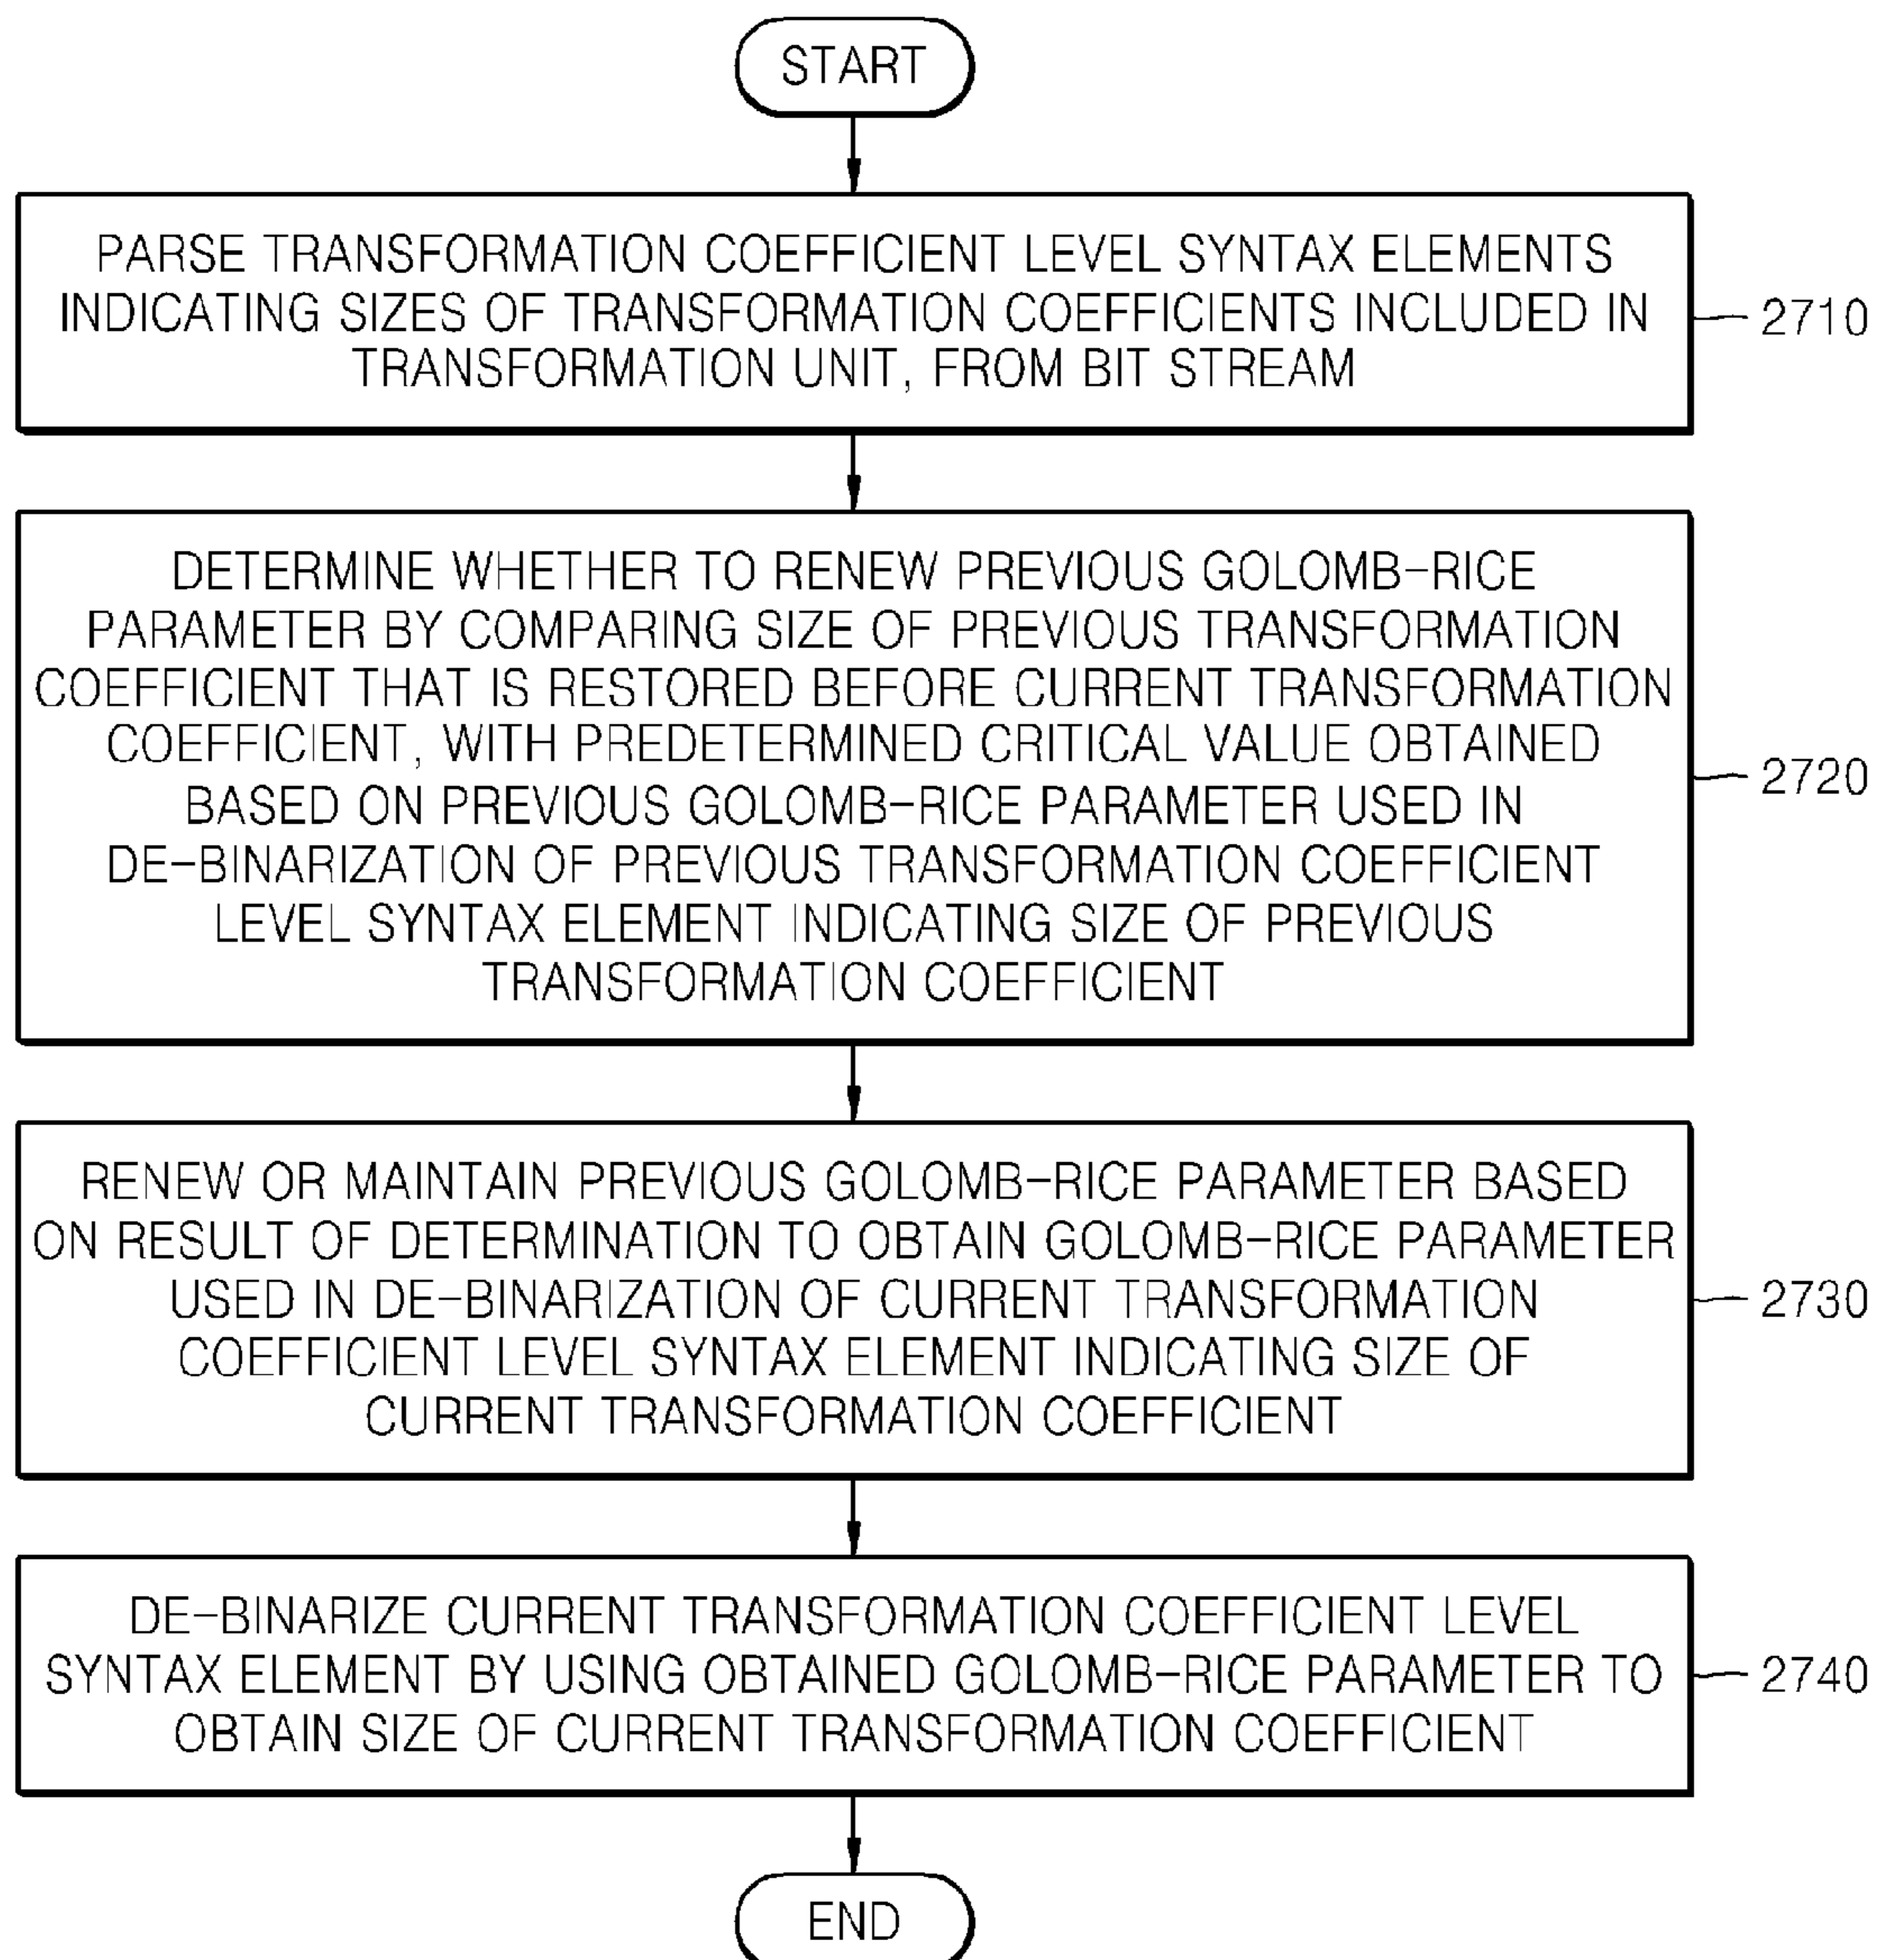 START
PARSE TRANSFORMATION COEFFICIENT LEVEL SYNTAX ELEMENTS
INDICATING SIZES OF TRANSFORMATION COEFFICIENTS INCLUDED IN
TRANSFORMATION UNIT, FROM BIT STREAM
2710
DETERMINE WHETHER TO RENEW PREVIOUS GOLOMB-RICE
PARAMETER BY COMPARING SIZE OF PREVIOUS TRANSFORMATION
COEFFICIENT THAT IS RESTORED BEFORE CURRENT TRANSFORMATION
COEFFICIENT, WITH PREDETERMINED CRITICAL VALUE OBTAINED
BASED ON PREVIOUS GOLOMB-RICE PARAMETER USED IN
DE-BINARIZATION OF PREVIOUS TRANSFORMATION COEFFICIENT
LEVEL SYNTAX ELEMENT INDICATING SIZE OF PREVIOUS
TRANSFORMATION COEFFICIENT
2720
RENEW OR MAINTAIN PREVIOUS GOLOMB-RICE PARAMETER BASED
ON RESULT OF DETERMINATION TO OBTAIN GOLOMB-RICE PARAMETER
USED IN DE-BINARIZATION OF CURRENT TRANSFORMATION
COEFFICIENT LEVEL SYNTAX ELEMENT INDICATING SIZE OF
CURRENT TRANSFORMATION COEFFICIENT
2730
DE-BINARIZE CURRENT TRANSFORMATION COEFFICIENT LEVEL
SYNTAX ELEMENT BY USING OBTAINED GOLOMB-RICE PARAMETER TO
OBTAIN SIZE OF CURRENT TRANSFORMATION COEFFICIENT
2740
END